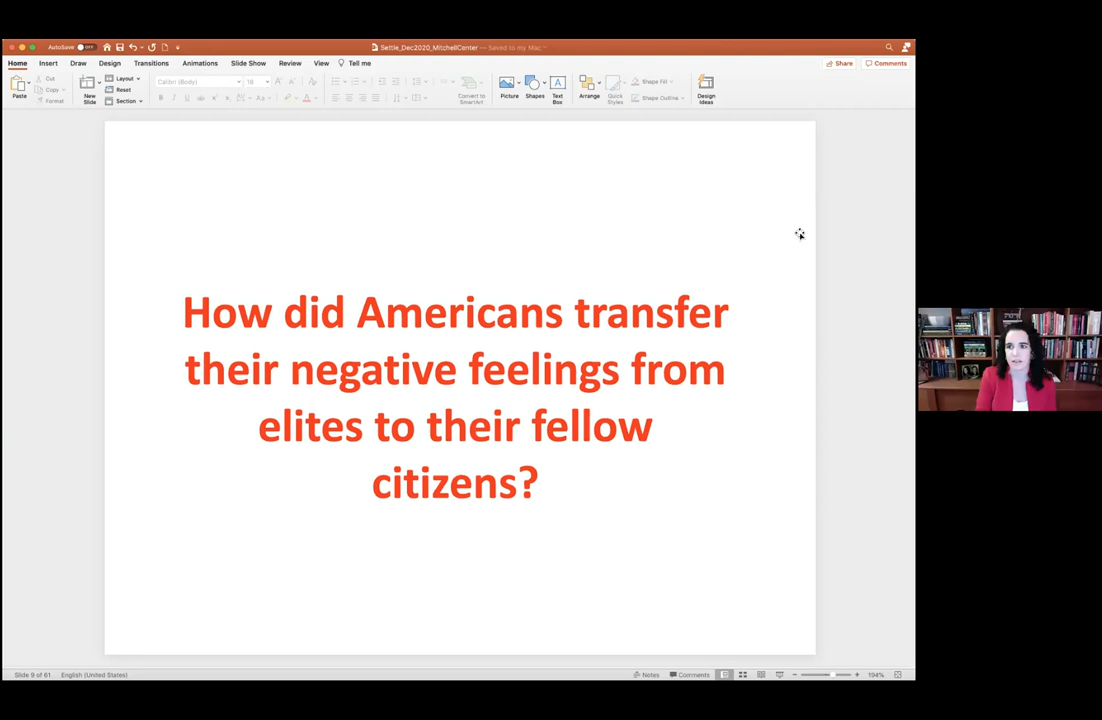 AutoSave OFF
Settle_Dec2020_MitchellCenter — Saved to my Mac
Home Insert Draw Design Transitions Animations Slide Show Review View Tell me Share Comments
Paste Cut Copy Format New Slide Layout Reset Section Calibri (Body) 18 Convert to SmartArt Picture Shapes Text Box Arrange Quick Styles Shape Fill Shape Outline Design Ideas
How did Americans transfer
their negative feelings from
elites to their fellow
citizens?
Slide 9 of 61 English (United States) Notes Comments 194%